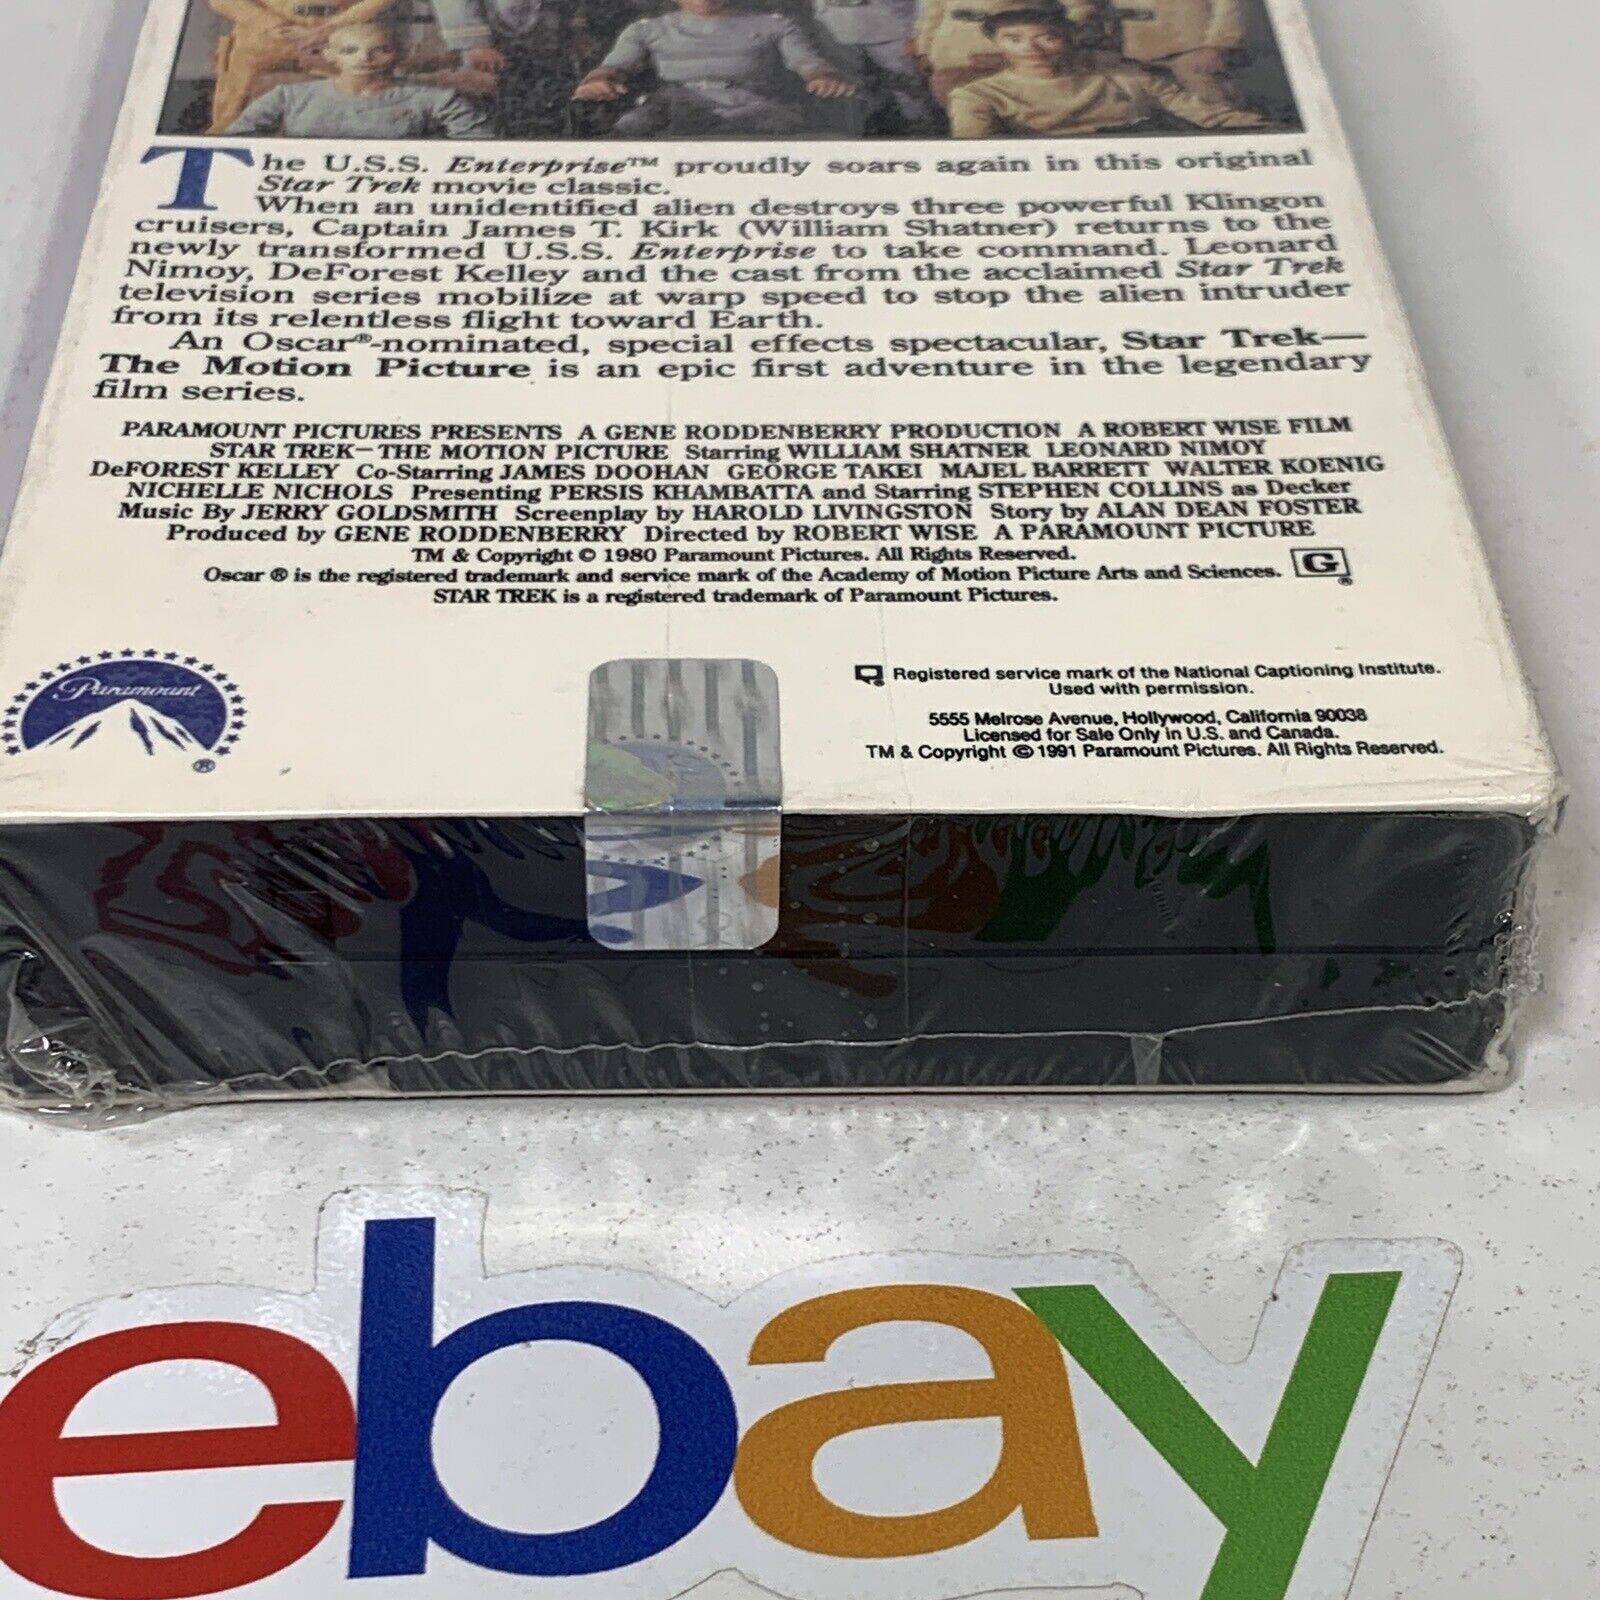 The U.S.S. Enterprise™ proudly soars again in this original
Star Trek movie classic.
When an unidentified alien destroys three powerful Klingon
cruisers, Captain James T. Kirk (William Shatner) returns to the
newly transformed U.S.S. Enterprise to take command. Leonard
Nimoy, DeForest Kelley and the cast from the acclaimed Star Trek
television series mobilize at warp speed to stop the alien intruder
from its relentless flight toward Earth.
An Oscar®-nominated, special effects spectacular, Star Trek—
The Motion Picture is an epic first adventure in the legendary
film series.
PARAMOUNT PICTURES PRESENTS A GENE RODDENBERRY PRODUCTION A ROBERT WISE FILM
STAR TREK—THE MOTION PICTURE Starring WILLIAM SHATNER LEONARD NIMOY
DeFOREST KELLEY Co-Starring JAMES DOOHAN GEORGE TAKEI MAJEL BARRETT WALTER KOENIG
NICHELLE NICHOLS Presenting PERSIS KHAMBATTA and Starring STEPHEN COLLINS as Decker
Music By JERRY GOLDSMITH Screenplay by HAROLD LIVINGSTON Story by ALAN DEAN FOSTER
Produced by GENE RODDENBERRY Directed by ROBERT WISE A PARAMOUNT PICTURE
TM & Copyright © 1980 Paramount Pictures. All Rights Reserved.
Oscar ® is the registered trademark and service mark of the Academy of Motion Picture Arts and Sciences. G®
STAR TREK is a registered trademark of Paramount Pictures.
Paramount ®
Registered service mark of the National Captioning Institute.
Used with permission.
5555 Melrose Avenue, Hollywood, California 90038
Licensed for Sale Only in U.S. and Canada.
TM & Copyright © 1991 Paramount Pictures. All Rights Reserved.
ebay